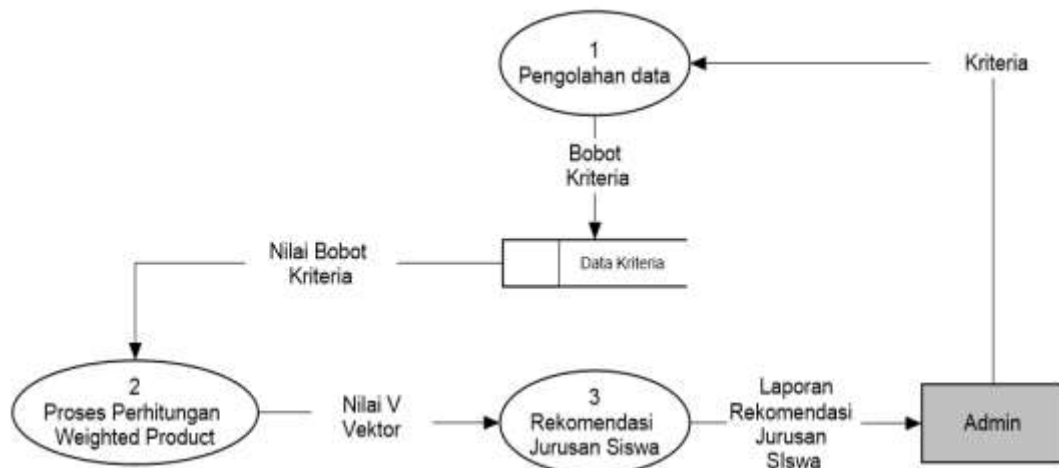 1
Pengolahan data
Kriteria
Bobot
Kriteria
Data Kriteria
Nilai Bobot
Kriteria
2
Proses Perhitungan
Weighted Product
Nilai V
Vektor
3
Rekomendasi
Jurusan Siswa
Laporan
Rekomendasi
Jurusan
SIswa
Admin